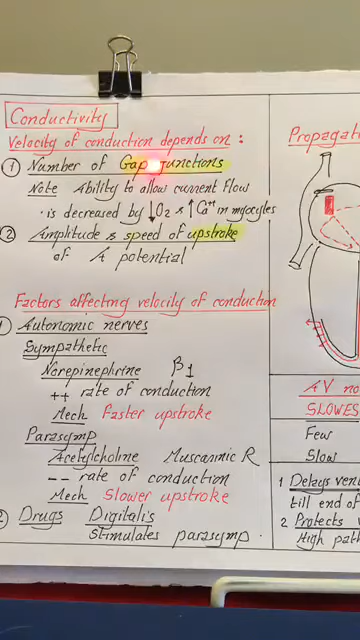 Conductivity
Velocity of conduction depends on :
① Number of Gap junctions
Note Ability to allow current flow
is decreased by ↓O₂ & ↑Ca⁺⁺ in myocytes
② Amplitude & speed of upstroke
of A potential
Factors affecting velocity of conduction
① Autonomic nerves
Sympathetic
Norepinephrine β1
++ rate of conduction
Mech Faster upstroke
Parasymp
Acetylcholine Muscarinic R
-- rate of conduction
Mech Slower upstroke
② Drugs Digitalis
Stimulates parasymp.
Propagati
AV no
SLOWES
Few
Slow
1 Delays vent
till end of
2 Protects
High path